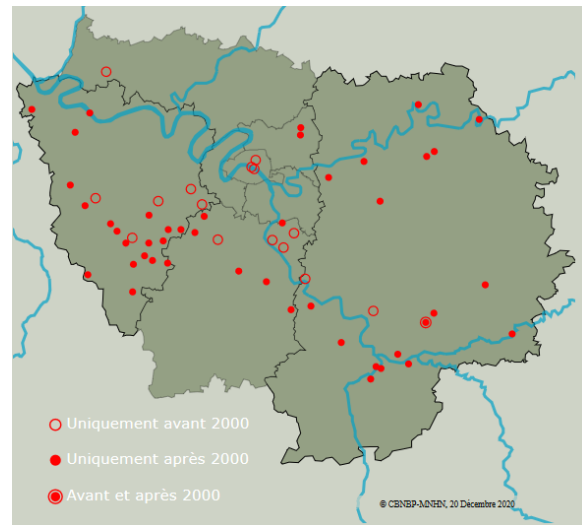 Uniquement avant 2000
Uniquement après 2000
Avant et après 2000
© CBNBP-MNHN, 20 Décembre 2020